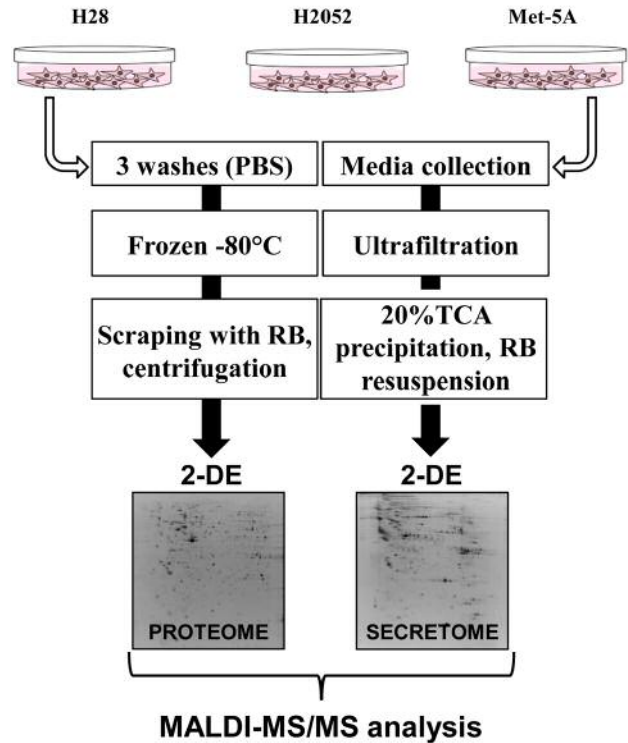 H28
H2052
Met-5A
3 washes (PBS)
Media collection
Frozen -80°C
Ultrafiltration
Scraping with RB,
centrifugation
20%TCA
precipitation, RB
resuspension
2-DE
2-DE
PROTEOME
SECRETOME
MALDI-MS/MS analysis